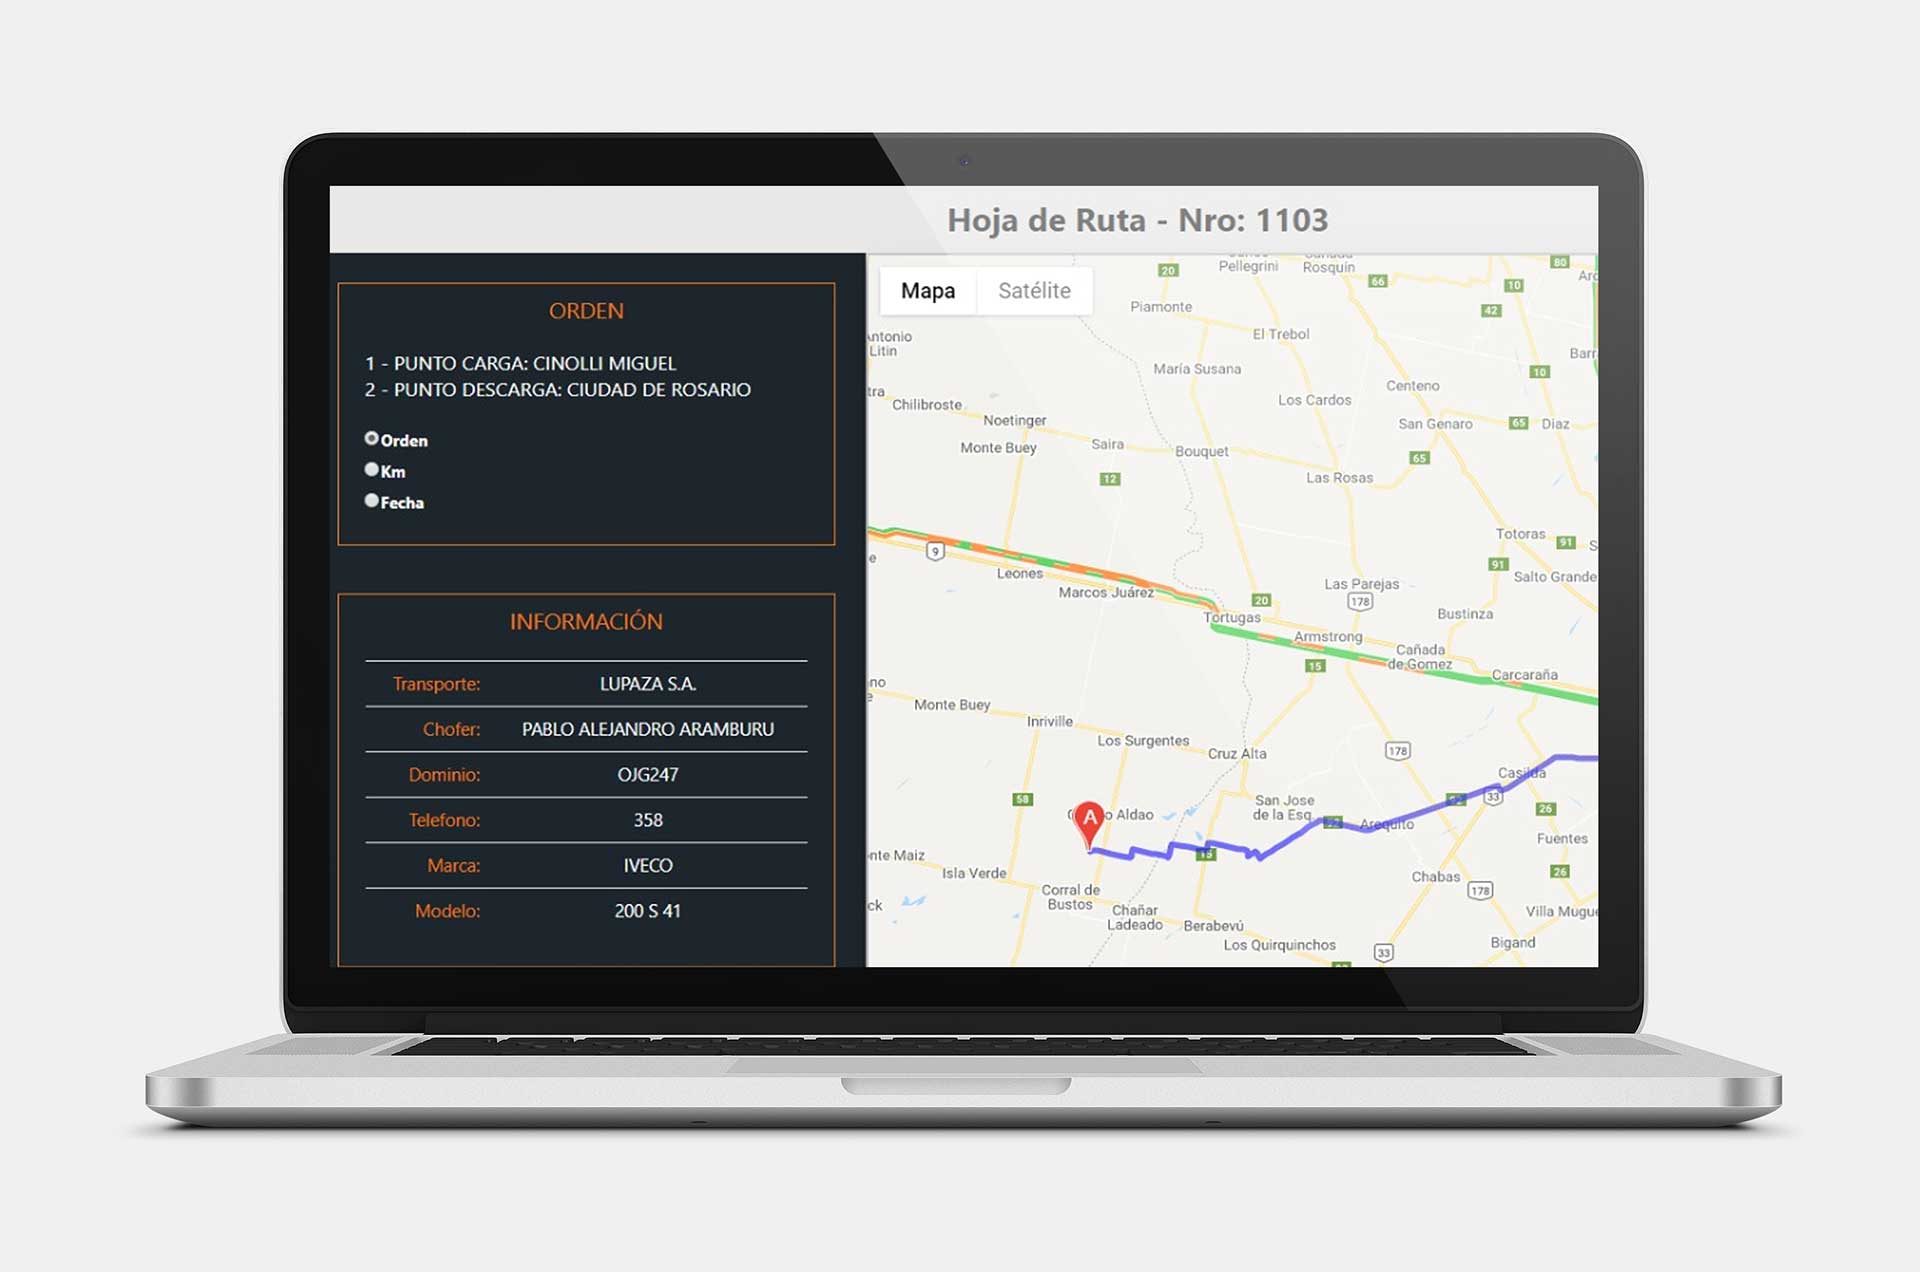 Hoja de Ruta - Nro: 1103
ORDEN
1 - PUNTO CARGA: CINOLLI MIGUEL
2 - PUNTO DESCARGA: CIUDAD DE ROSARIO
Orden
Km
Fecha
INFORMACIÓN
Transporte: LUPAZA S.A.
Chofer: PABLO ALEJANDRO ARAMBURU
Dominio: OJG247
Telefono: 358
Marca: IVECO
Modelo: 200 S 41
Mapa Satélite
20
Pellegrini
Rosquín
66
80
10
42
Piamonte
El Trebol
Litin
María Susana
10
Chilibroste
Los Cardos
Centeno
Noetinger
San Genaro
65
Diaz
Monte Buey
Saira
Bouquet
65
12
Las Rosas
Totoras
91
9
91
Leones
Salto Grande
Marcos Juárez
Las Parejas
20
178
Tortugas
Bustinza
Armstrong
15
Cañada
de Gomez
Carcaraña
Monte Buey
Inriville
Los Surgentes
Cruz Alta
178
Casilda
58
33
26
A
Aldao
San Jose
de la Esq.
Arequito
Fuentes
Isla Verde
Chabas
26
178
Corral de
Bustos
Chañar
Ladeado
Berabevú
Villa Mugue
Los Quirquinchos
33
Bigand